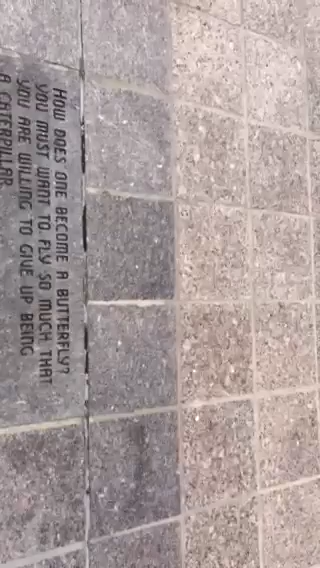 HOW DOES ONE BECOME A BUTTERFLY?
YOU MUST WANT TO FLY SO MUCH THAT
YOU ARE WILLING TO GIVE UP BEING
A CATERPILLAR